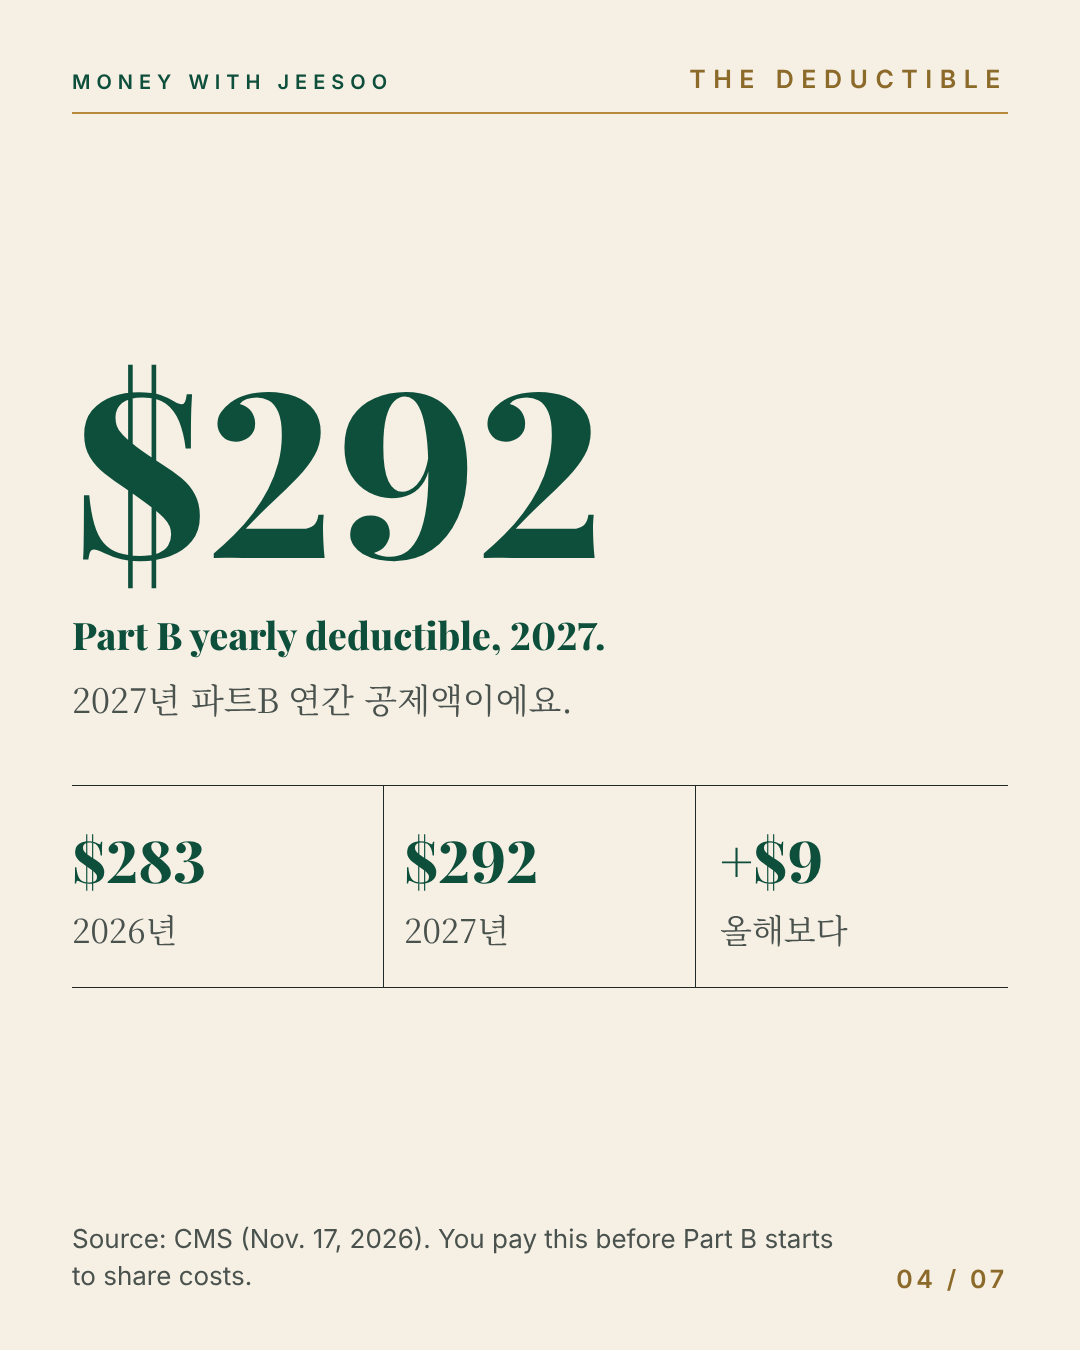 MONEY WITH JEESOO
THE DEDUCTIBLE
$292
Part B yearly deductible, 2027.
2027년 파트B 연간 공제액이에요.
$283
2026년
$292
2027년
+$9
올해보다
Source: CMS (Nov. 17, 2026). You pay this before Part B starts
to share costs.
04 / 07